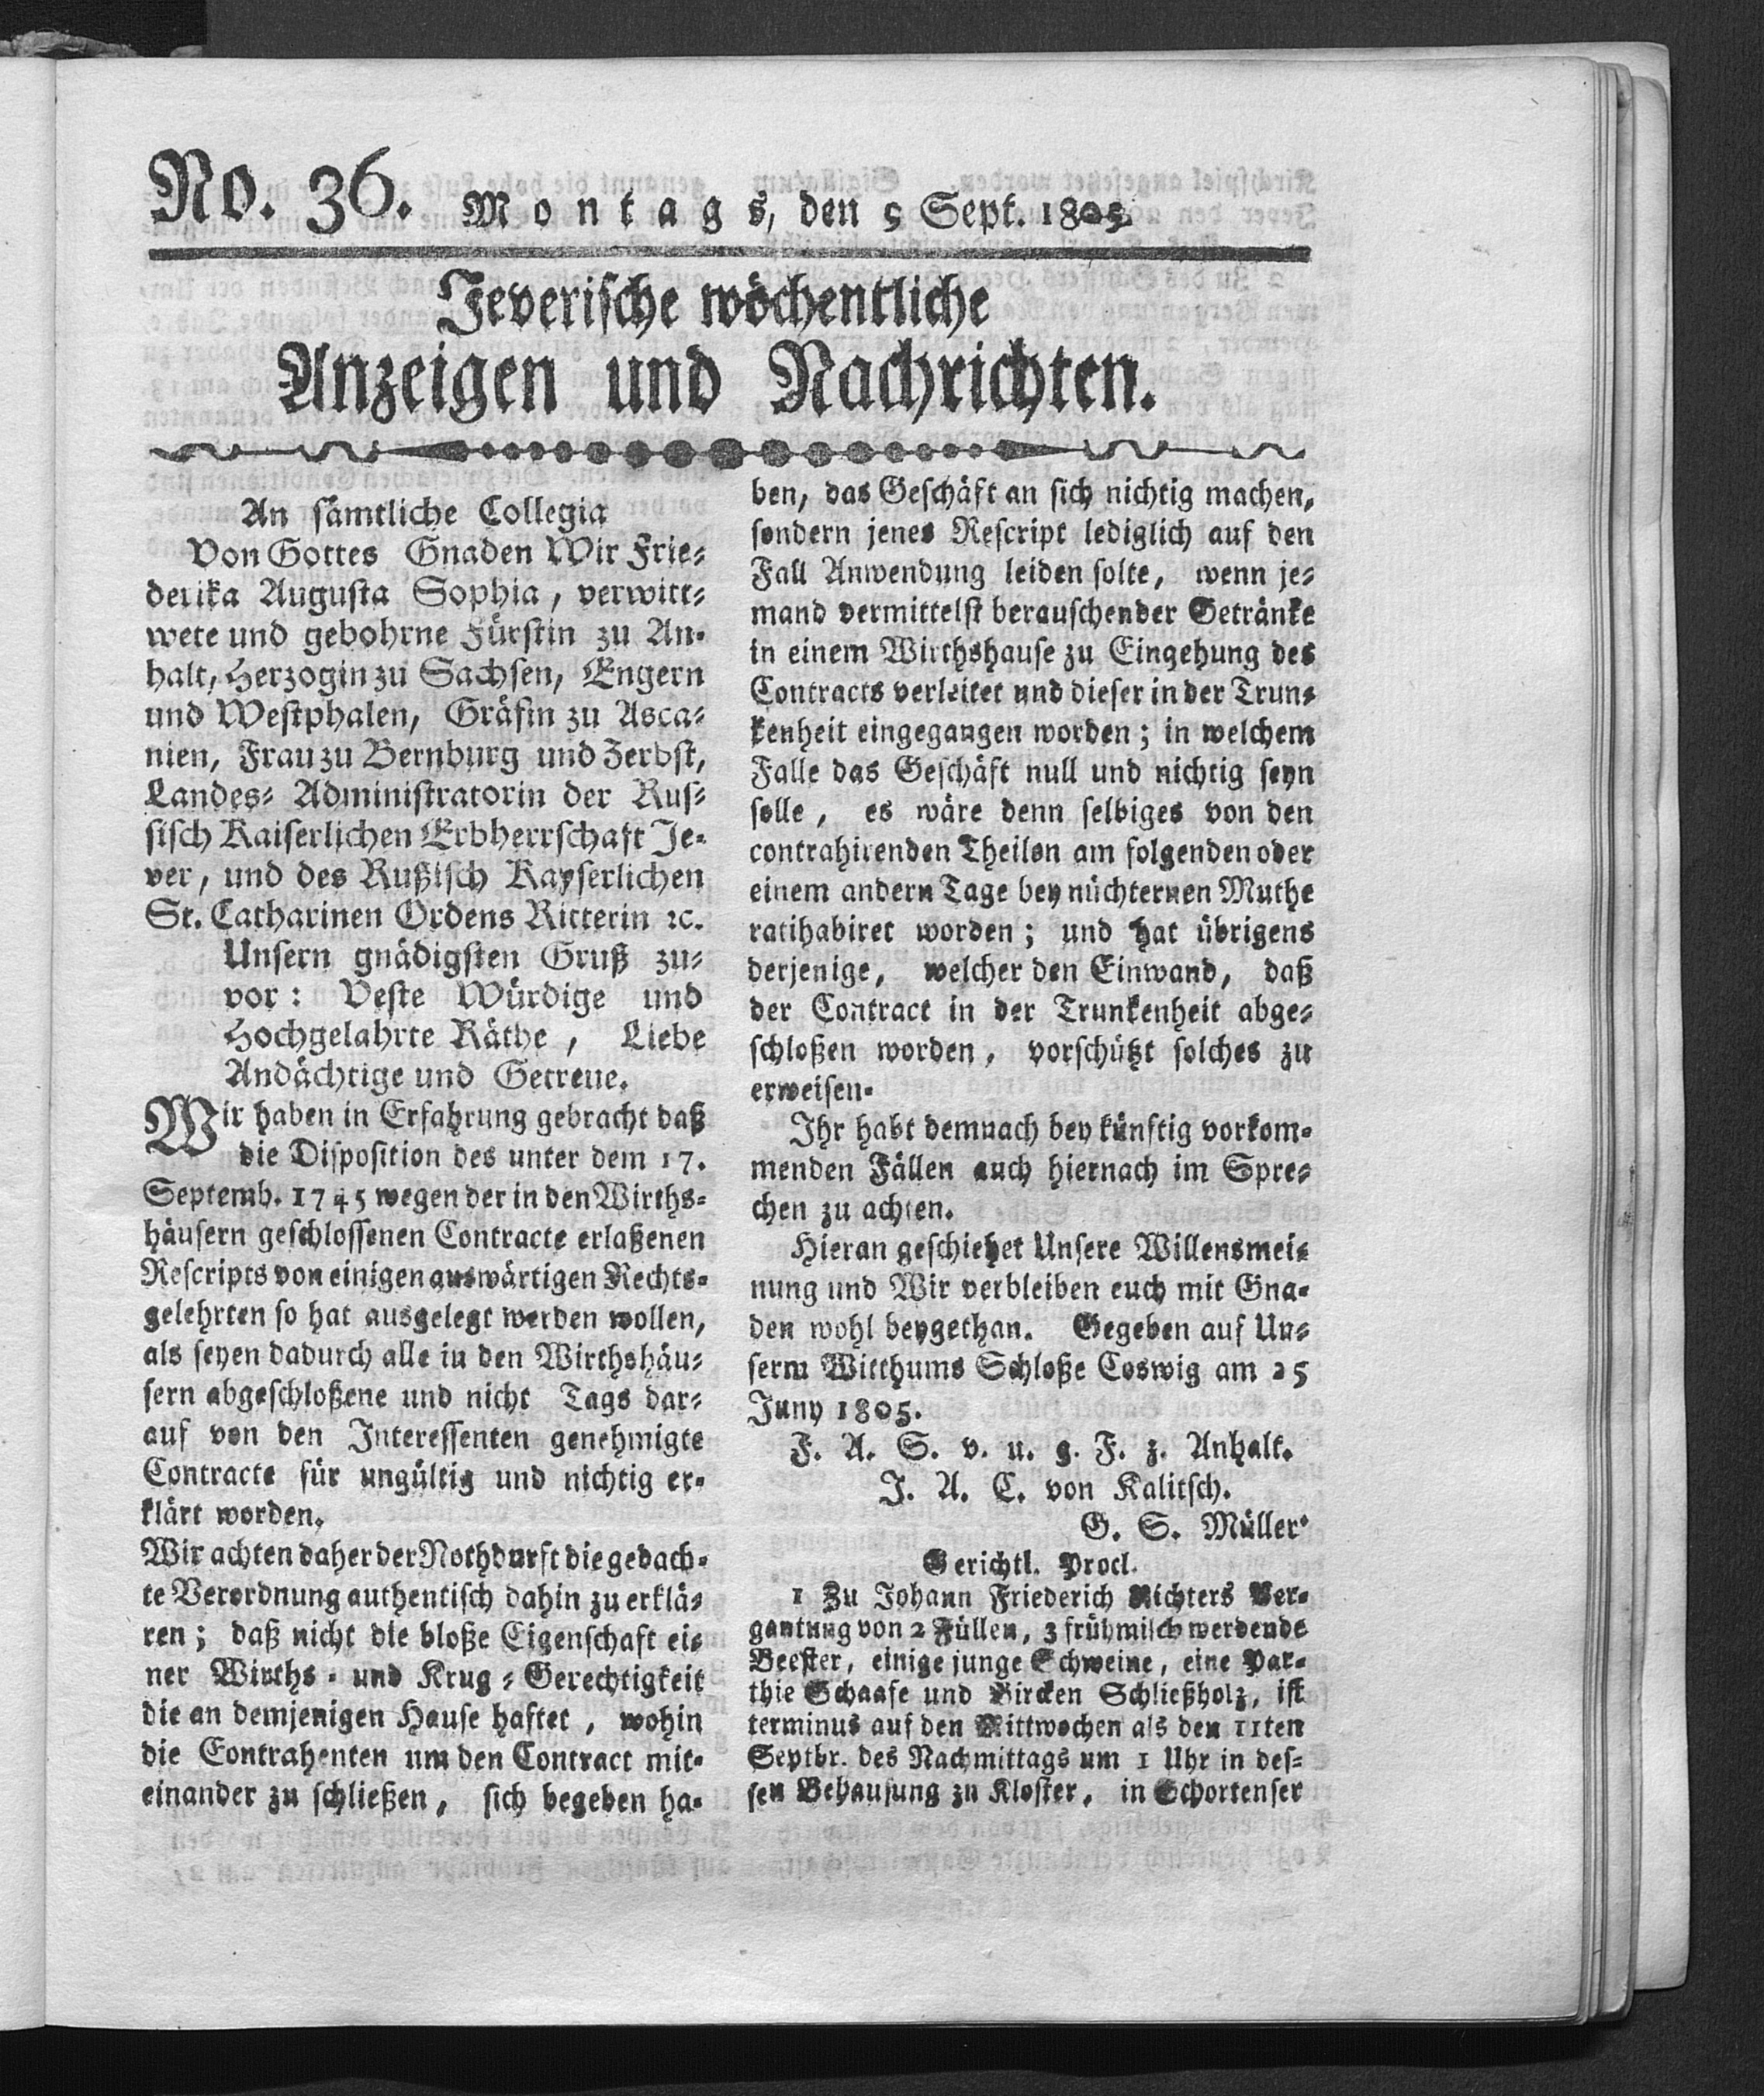 No. 36. Montags, den 9 Sept. 1805
Jeverische wöchentliche
Anzeigen und Nachrichten.
An sämtliche Collegia
Von Gottes Gnaden Wir Frie⸗
derika Augusta Sophia, verwitt⸗
wete und gebohrne Fürstin zu An⸗
halt, Herzogin zu Sachsen, Engern
und Westphalen, Gräfin zu Asca⸗
nien, Frau zu Bernburg und Zerbst,
Landes⸗ Administratorin der Rus⸗
sisch Kaiserlichen Erbherrschaft Je⸗
ver, und des Rußisch Kayserlichen
St. Catharinen Ordens Ritterin ꝛc.
Unsern gnädigsten Gruß zu⸗
vor: Veste Würdige und
Hochgelahrte Räthe, Liebe
Andächtige und Getreue.
Wir haben in Erfahrung gebracht daß
die Disposition des unter dem 17.
Septemb. 1745 wegen der in den Wirths⸗
häusern geschlossenen Contracte erlaßenen
Rescripts von einigen auswärtigen Rechts⸗
gelehrten so hat ausgelegt werden wollen,
als seyen dadurch alle in den Wirthshäu⸗
sern abgeschloßene und nicht Tags dar⸗
auf von den Interessenten genehmigte
Contracte für ungültig und nichtig er⸗
klärt worden.
Wir achten daher der Nothdurft die gedach⸗
te Verordnung authentisch dahin zu erklä⸗
ren; daß nicht die bloße Eigenschaft ei⸗
ner Wirths⸗ und Krug⸗Gerechtigkeit
die an demjenigen Hause haftet, wohin
die Contrahenten um den Contract mit⸗
einander zu schließen, sich begeben ha⸗
ben, das Geschäft an sich nichtig machen,
sondern jenes Rescript lediglich auf den
Fall Anwendung leiden solte, wenn je⸗
mand vermittelst berauschender Getränke
in einem Wirthshause zu Eingehung des
Contracts verleitet und dieser in der Trun⸗
kenheit eingegangen worden; in welchem
Falle das Geschäft null und nichtig seyn
solle, es wäre denn selbiges von den
contrahirenden Theilen am folgenden oder
einem andern Tage bey nüchternen Muthe
ratihabiret worden; und hat übrigens
derjenige, welcher den Einwand, daß
der Contract in der Trunkenheit abge⸗
schloßen worden, vorschützt solches zu
erweisen.
Ihr habt demnach bey künftig vorkom⸗
menden Fällen auch hiernach im Spre⸗
chen zu achten.
Hieran geschiehet Unsere Willensmei⸗
nung und Wir verbleiben euch mit Gna⸗
den wohl beygethan. Gegeben auf Un⸗
serm Witthums Schloße Coswig am 25
Juny 1805.
F. A. S. v. u. g. F. z. Anhalt.
J. A. C. von Kalitsch.
G. S. Müller.
Gerichtl. Procl.
1 Zu Johann Friederich Richters Ver⸗
gantung von 2 Füllen, 3 frühmilch werdende
Beester, einige junge Schweine, eine Par⸗
thie Schaafe und Bircken Schließholz, ist
terminus auf den Mittwochen als den 11ten
Septbr. des Nachmittags um 1 Uhr in des⸗
sen Behausung zu Kloster, in Schortenser